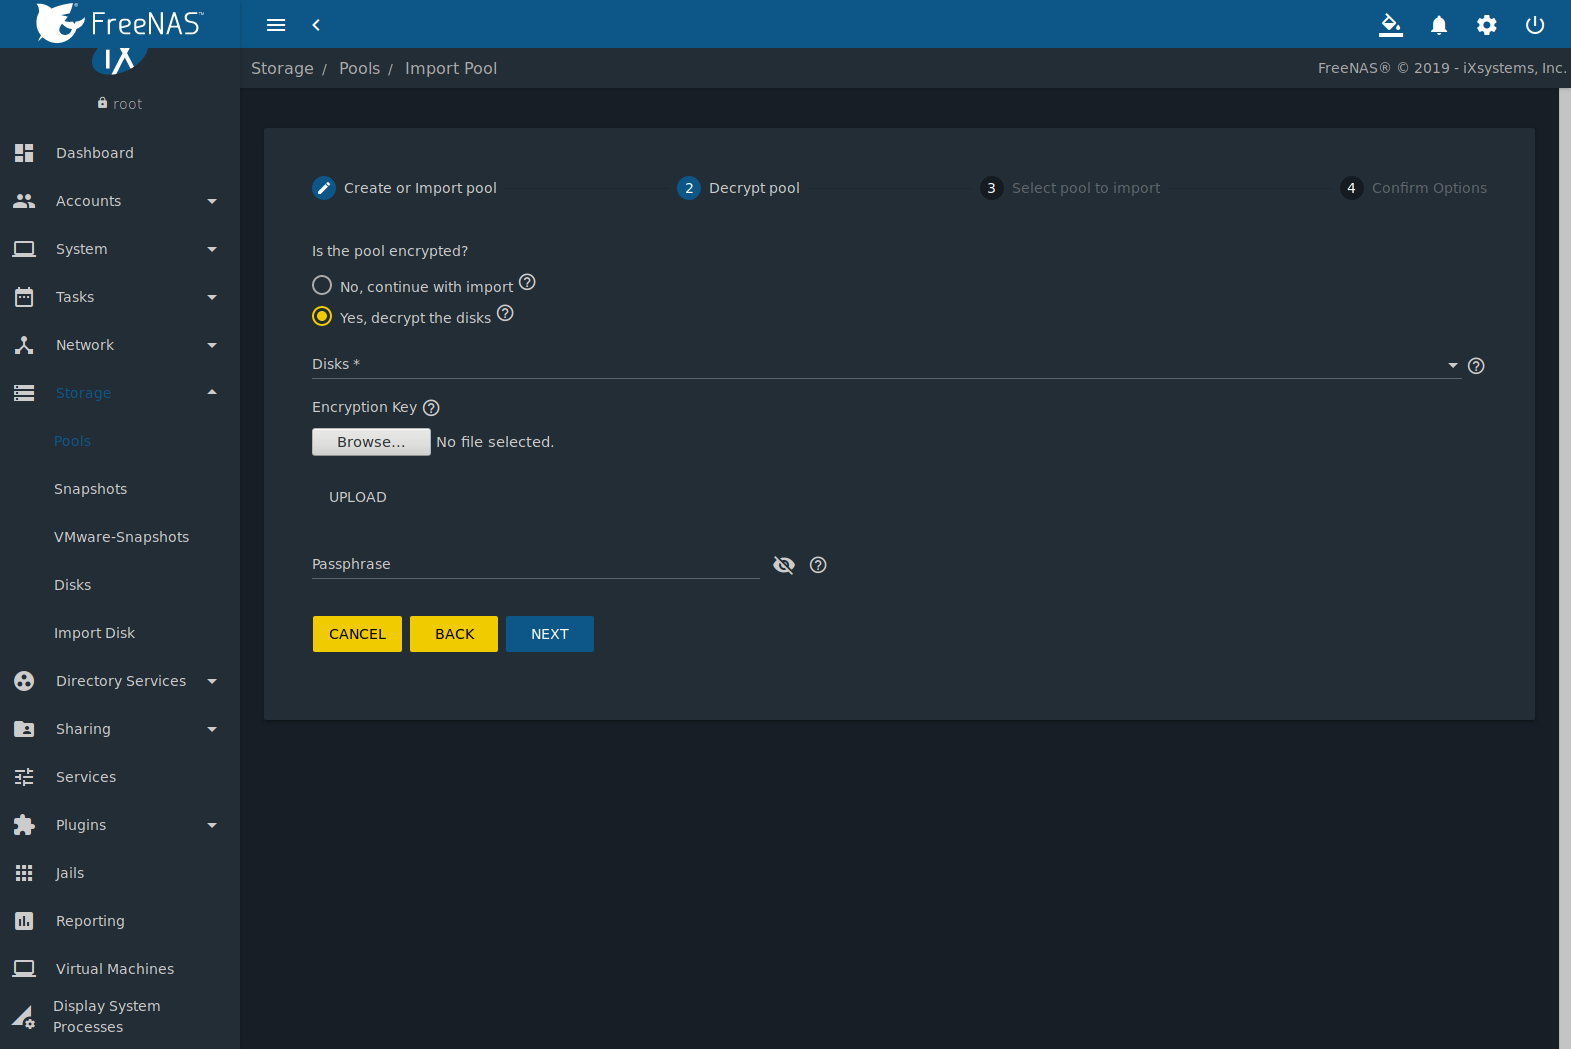 FreeNAS™
iX
root
Dashboard
Accounts
System
Tasks
Network
Storage
Pools
Snapshots
VMware-Snapshots
Disks
Import Disk
Directory Services
Sharing
Services
Plugins
Jails
Reporting
Virtual Machines
Display System
Processes
Storage / Pools / Import Pool
FreeNAS® © 2019 - iXsystems, Inc.
Create or Import pool
2 Decrypt pool
3 Select pool to import
4 Confirm Options
Is the pool encrypted?
No, continue with import
Yes, decrypt the disks
Disks *
Encryption Key
Browse... No file selected.
UPLOAD
Passphrase
CANCEL BACK NEXT